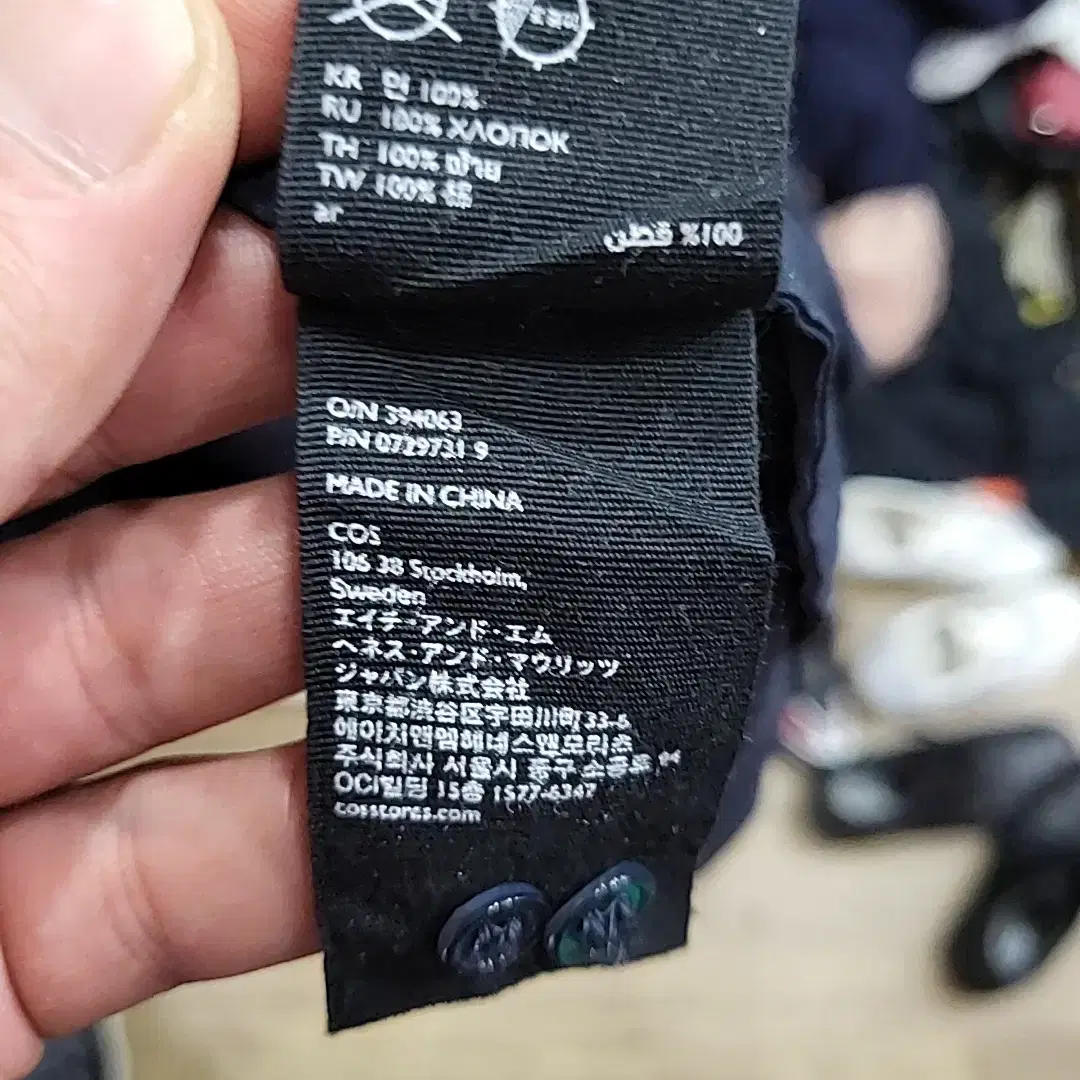 KR 면 100%
RU 100% ХЛОПОК
TH 100% ฝ้าย
TW 100% 棉
ar
100% قطن
O/N 394063
P/N 0729731 9
MADE IN CHINA
COS
106 38 Stockholm,
Sweden
エイチ・アンド・エム
ヘネス・アンド・マウリッツ
ジャパン株式会社
東京都渋谷区宇田川町33-6
헤이치앤엠헤네스앤모리츠
주식회사 서울시 중구 소공로
OCI빌딩 15층 1577-6347
cosstores.com